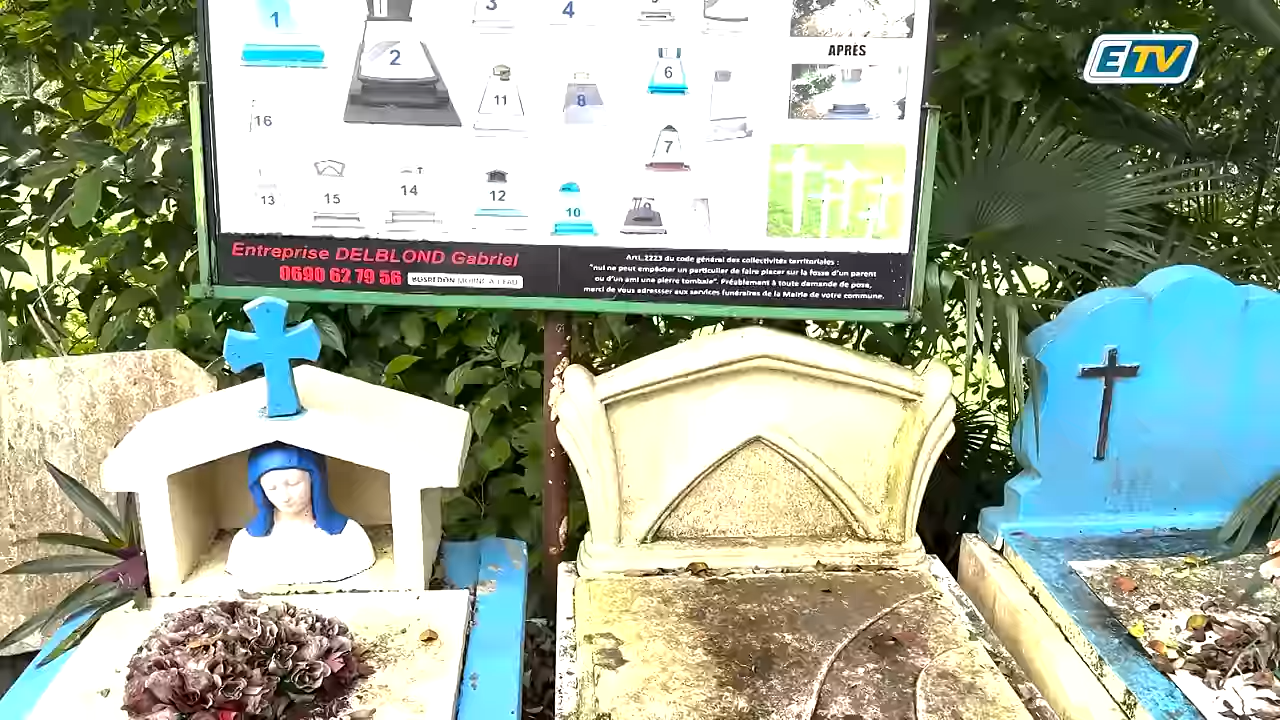 1
2
3
4
ETV
APRÈS
6
11
8
16
7
13
15
14
12
10
Entreprise DELBLOND Gabriel
0690 62 79 56
Art.L.2223 du code général des collectivités territoriales :
"nul ne peut empêcher un particulier de faire placer sur la fosse d'un parent
ou d'un ami une pierre tombale". Préalablement à toute demande de pose,
merci de vous adresser aux services funéraires de la Mairie de votre commune.